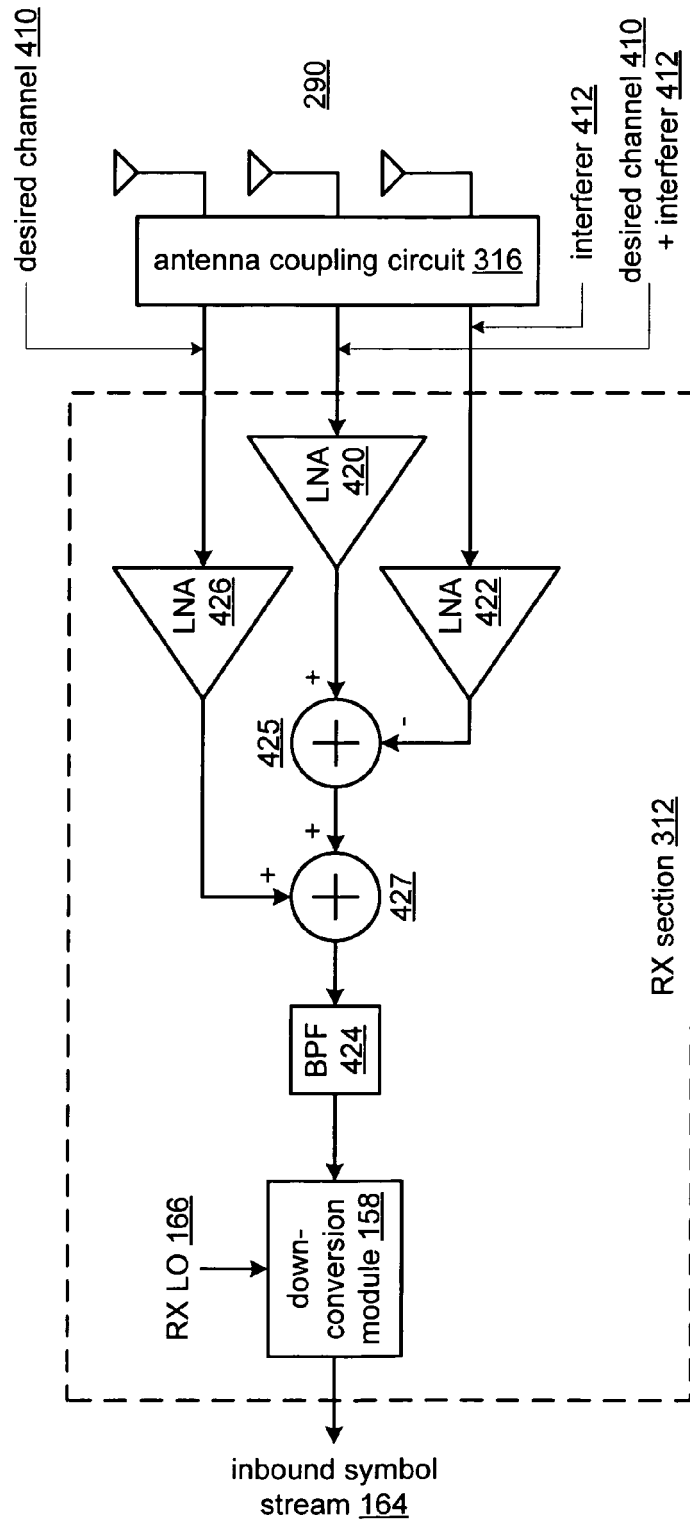 desired channel 410
290
interferer 412
desired channel 410
+ interferer 412
antenna coupling circuit 316
LNA
426
LNA
420
LNA
422
+
-
425
+
+
427
BPF
424
RX LO 166
down-
conversion
module 158
RX section 312
inbound symbol
stream 164